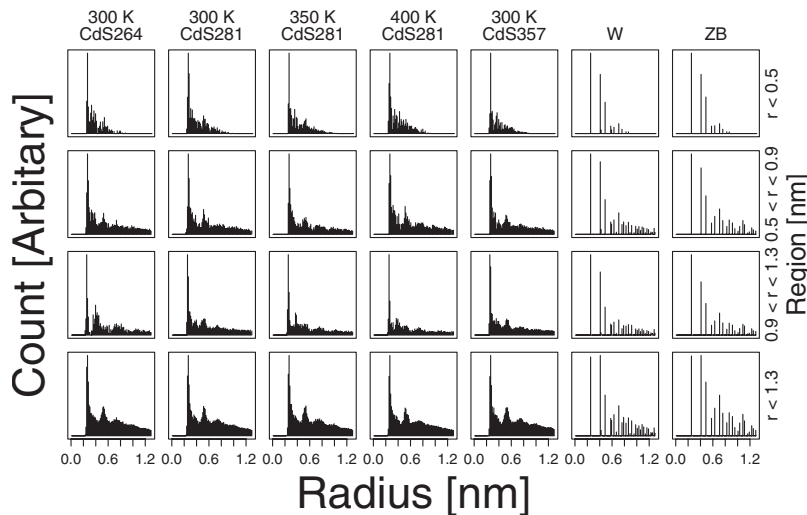 300 K 300 K 350 K 400 K 300 K
CdS264 CdS281 CdS281 CdS281 CdS357 W ZB
Count [Arbitary]
r < 0.5
0.5 < r < 0.9
0.9 < r < 1.3
r < 1.3
Region [nm]
0.0 0.6 1.2 0.0 0.6 1.2 0.0 0.6 1.2 0.0 0.6 1.2 0.0 0.6 1.2 0.0 0.6 1.2 0.0 0.6 1.2
Radius [nm]